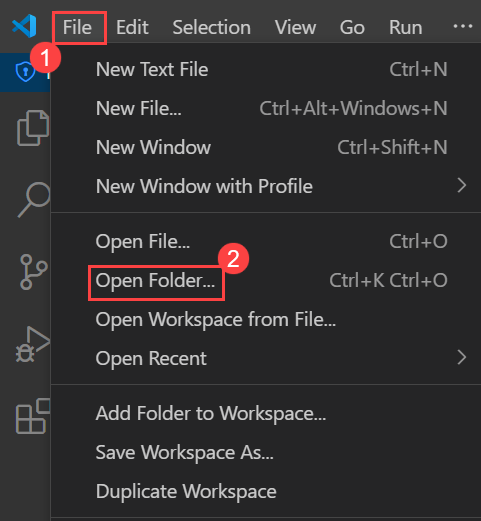 File Edit Selection View Go Run ...
1
New Text File Ctrl+N
New File... Ctrl+Alt+Windows+N
New Window Ctrl+Shift+N
New Window with Profile
Open File... Ctrl+O
2
Open Folder... Ctrl+K Ctrl+O
Open Workspace from File...
Open Recent
Add Folder to Workspace...
Save Workspace As...
Duplicate Workspace